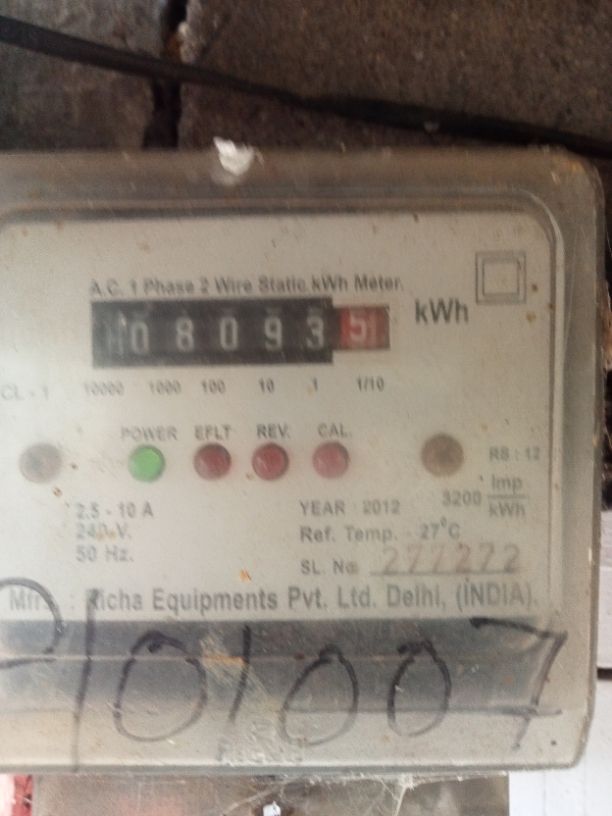 A.C. 1 Phase 2 Wire Static kWh Meter.
08093 5 kWh
CL - 1 10000 1000 100 10 1 1/10
POWER EFLT REV. CAL.
RS : 12
2.5 - 10 A YEAR : 2012 3200 Imp/kWh
240 V. Ref. Temp. - 27°C
50 Hz. SL. No 277272
: Richa Equipments Pvt. Ltd. Delhi, (INDIA).
101007